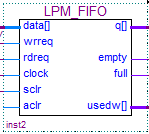 LPM_FIFO
data[] q[]
wrreq
rdreq empty
clock full
sclr
aclr usedw[]
inst2